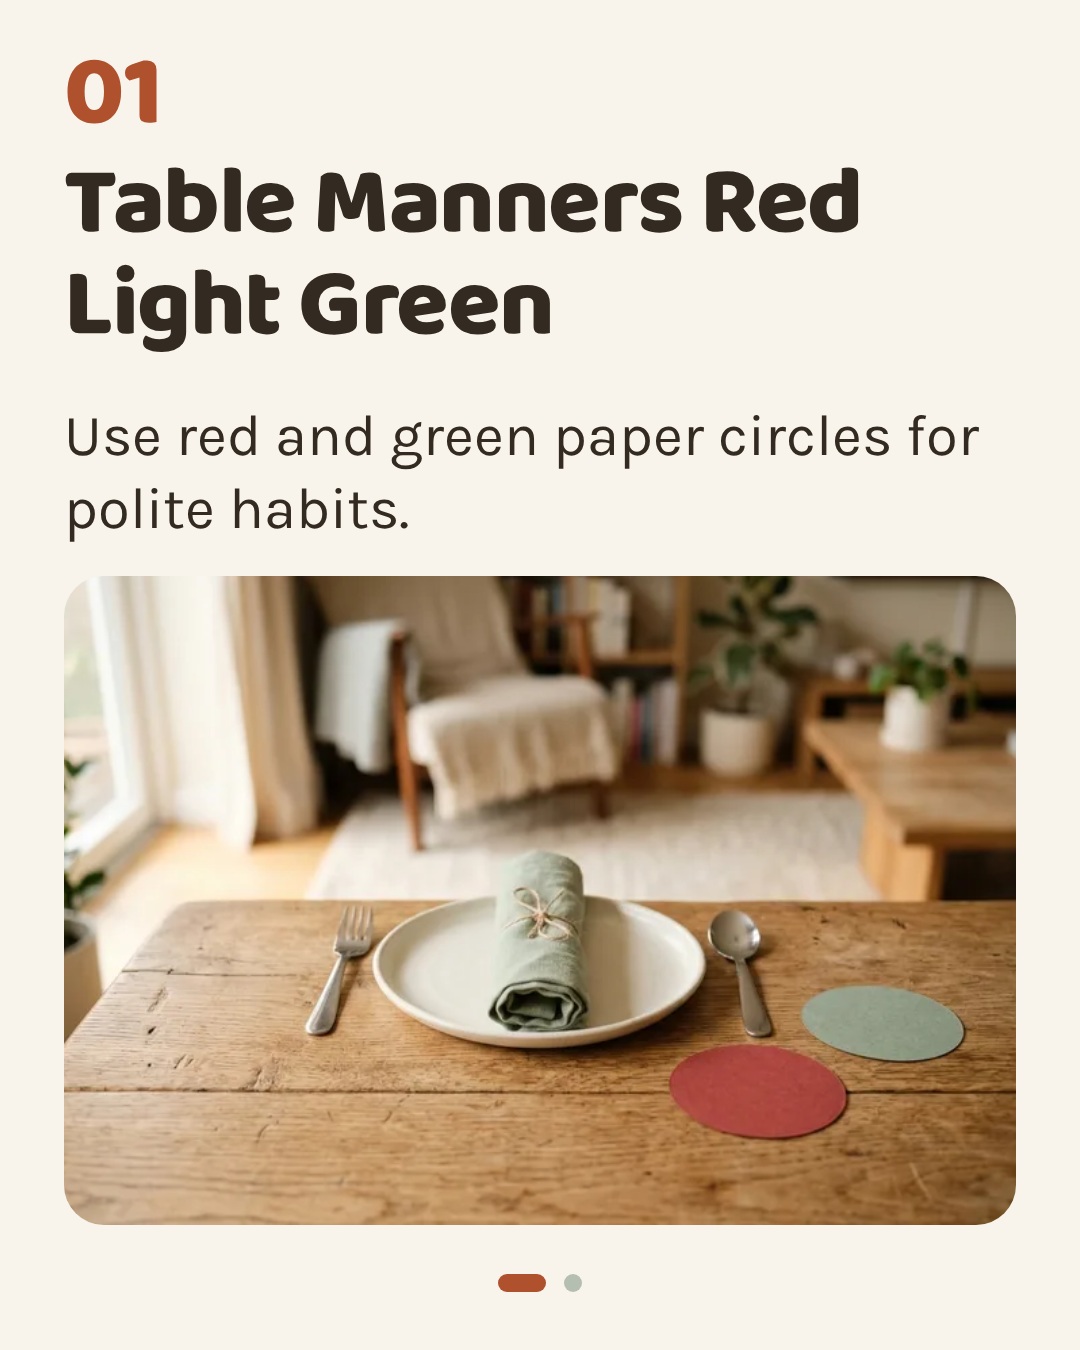 01
Table Manners Red
Light Green
Use red and green paper circles for
polite habits.